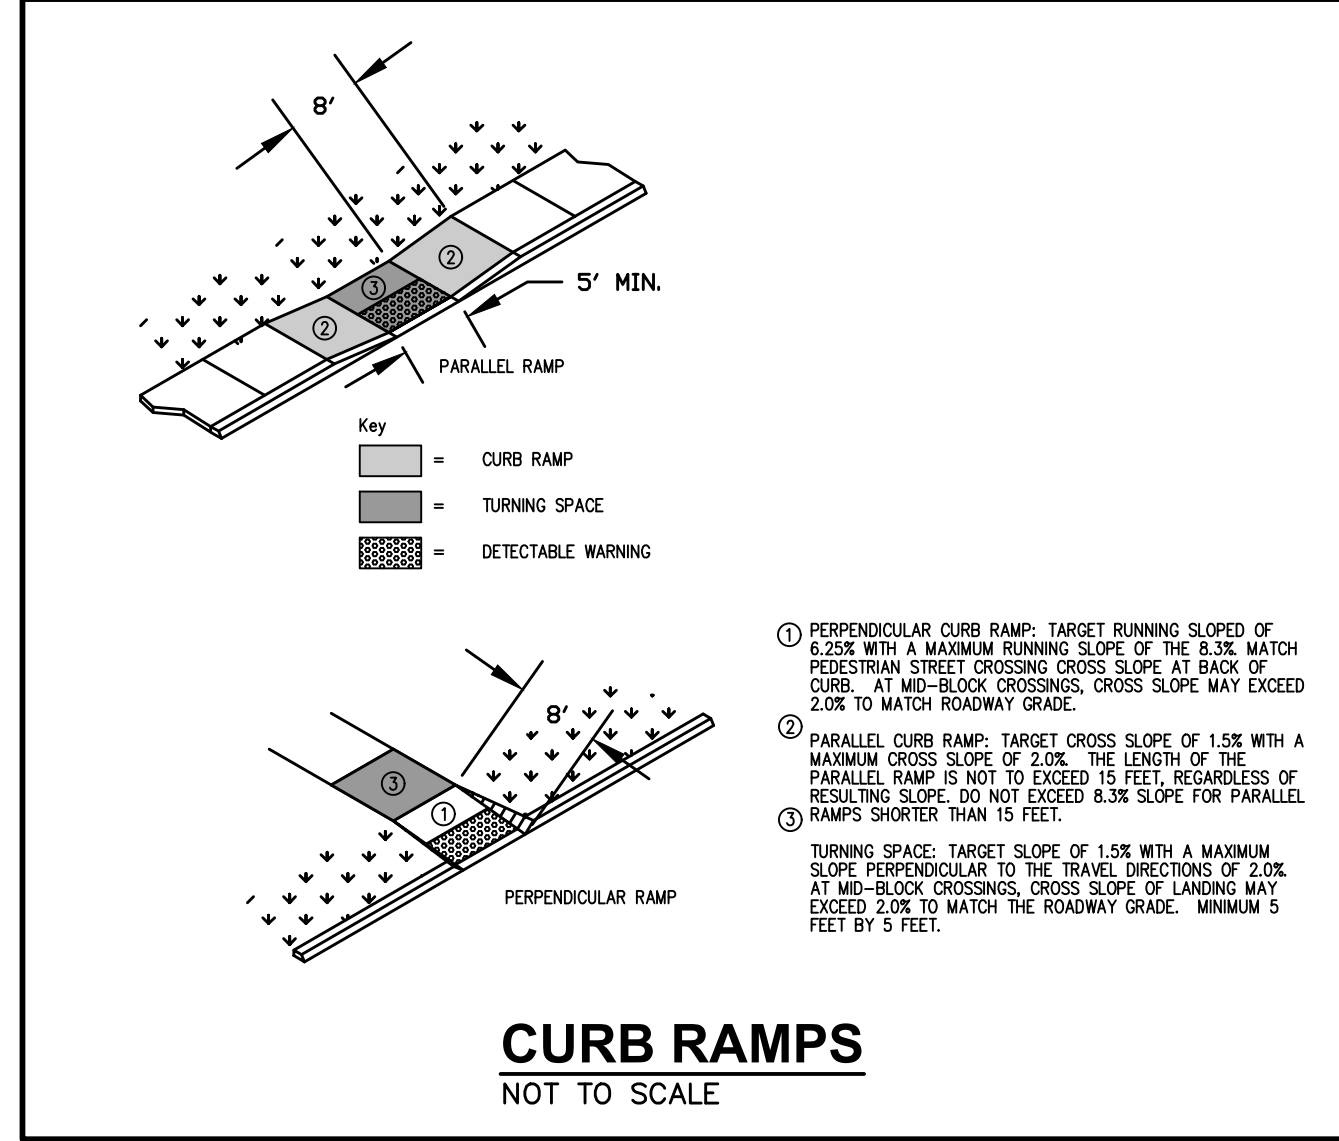 8'
②
③
5' MIN.
②
PARALLEL RAMP
Key
= CURB RAMP
= TURNING SPACE
= DETECTABLE WARNING
8'
③
①
PERPENDICULAR RAMP
① PERPENDICULAR CURB RAMP: TARGET RUNNING SLOPED OF
6.25% WITH A MAXIMUM RUNNING SLOPE OF THE 8.3%. MATCH
PEDESTRIAN STREET CROSSING CROSS SLOPE AT BACK OF
CURB. AT MID-BLOCK CROSSINGS, CROSS SLOPE MAY EXCEED
2.0% TO MATCH ROADWAY GRADE.
②
PARALLEL CURB RAMP: TARGET CROSS SLOPE OF 1.5% WITH A
MAXIMUM CROSS SLOPE OF 2.0%. THE LENGTH OF THE
PARALLEL RAMP IS NOT TO EXCEED 15 FEET, REGARDLESS OF
RESULTING SLOPE. DO NOT EXCEED 8.3% SLOPE FOR PARALLEL
③ RAMPS SHORTER THAN 15 FEET.
TURNING SPACE: TARGET SLOPE OF 1.5% WITH A MAXIMUM
SLOPE PERPENDICULAR TO THE TRAVEL DIRECTIONS OF 2.0%.
AT MID-BLOCK CROSSINGS, CROSS SLOPE OF LANDING MAY
EXCEED 2.0% TO MATCH THE ROADWAY GRADE. MINIMUM 5
FEET BY 5 FEET.
CURB RAMPS
NOT TO SCALE